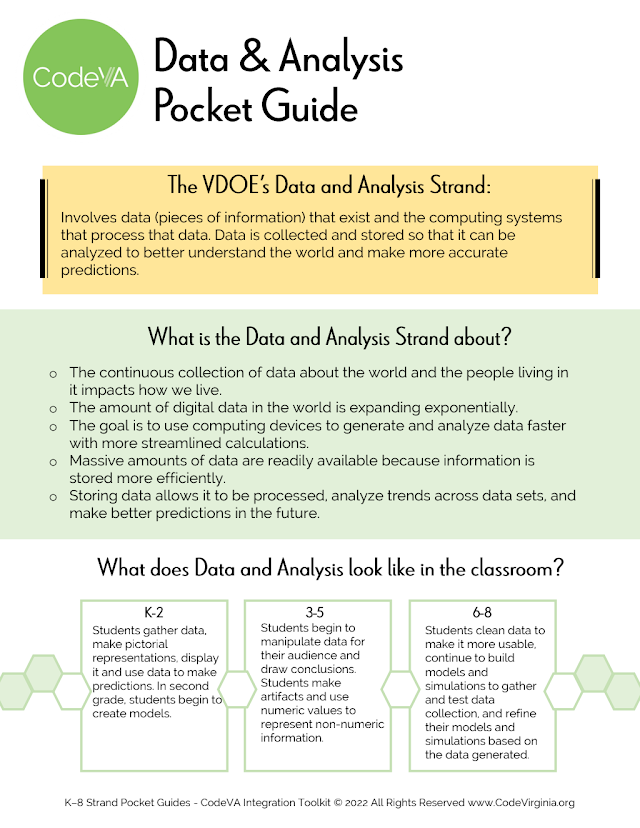 CodeVA
Data & Analysis
Pocket Guide
The VDOE's Data and Analysis Strand:
Involves data (pieces of information) that exist and the computing systems
that process that data. Data is collected and stored so that it can be
analyzed to better understand the world and make more accurate
predictions.
What is the Data and Analysis Strand about?
o The continuous collection of data about the world and the people living in
it impacts how we live.
o The amount of digital data in the world is expanding exponentially.
o The goal is to use computing devices to generate and analyze data faster
with more streamlined calculations.
o Massive amounts of data are readily available because information is
stored more efficiently.
o Storing data allows it to be processed, analyze trends across data sets, and
make better predictions in the future.
What does Data and Analysis look like in the classroom?
K-2
Students gather data,
make pictorial
representations, display
it and use data to make
predictions. In second
grade, students begin to
create models.
3-5
Students begin to
manipulate data for
their audience and
draw conclusions.
Students make
artifacts and use
numeric values to
represent non-numeric
information.
6-8
Students clean data to
make it more usable,
continue to build
models and
simulations to gather
and test data
collection, and refine
their models and
simulations based on
the data generated.
K–8 Strand Pocket Guides - CodeVA Integration Toolkit © 2022 All Rights Reserved www.CodeVirginia.org